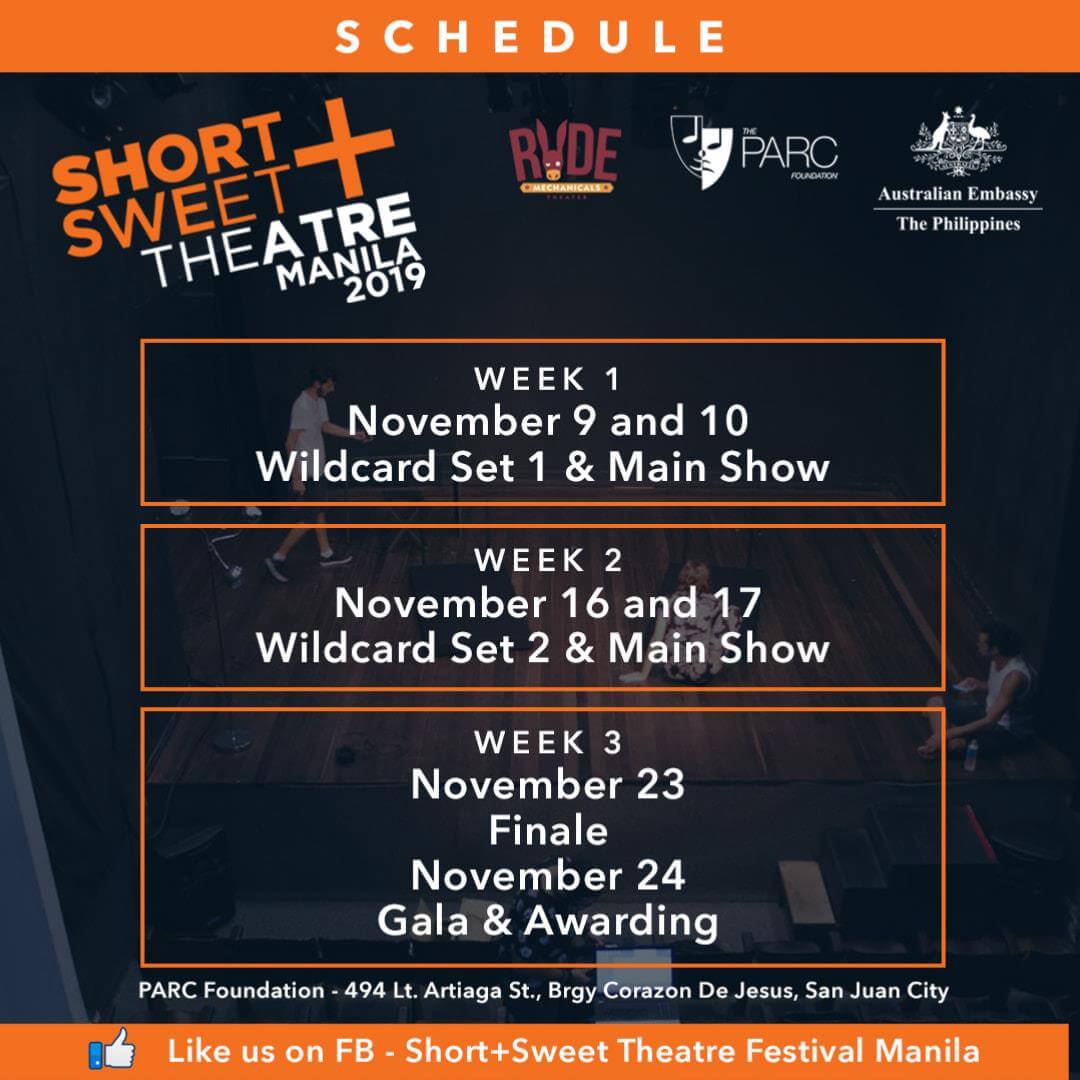 SCHEDULE
SHORT+
SWEET
THEATRE
MANILA
2019
RUDE
MECHANICALS
THEATER
THE
PARC
FOUNDATION
Australian Embassy
The Philippines
WEEK 1
November 9 and 10
Wildcard Set 1 & Main Show
WEEK 2
November 16 and 17
Wildcard Set 2 & Main Show
WEEK 3
November 23
Finale
November 24
Gala & Awarding
PARC Foundation - 494 Lt. Artiaga St., Brgy Corazon De Jesus, San Juan City
Like us on FB - Short+Sweet Theatre Festival Manila